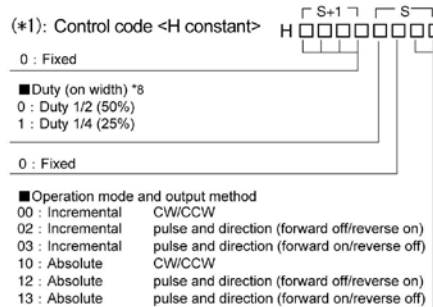 (*1): Control code <H constant>
S+1
S
H □□□□□□□□
0 : Fixed
■Duty (on width) *8
0 : Duty 1/2 (50%)
1 : Duty 1/4 (25%)
0 : Fixed
■Operation mode and output method
00 : Incremental CW/CCW
02 : Incremental pulse and direction (forward off/reverse on)
03 : Incremental pulse and direction (forward on/reverse off)
10 : Absolute CW/CCW
12 : Absolute pulse and direction (forward off/reverse on)
13 : Absolute pulse and direction (forward on/reverse off)